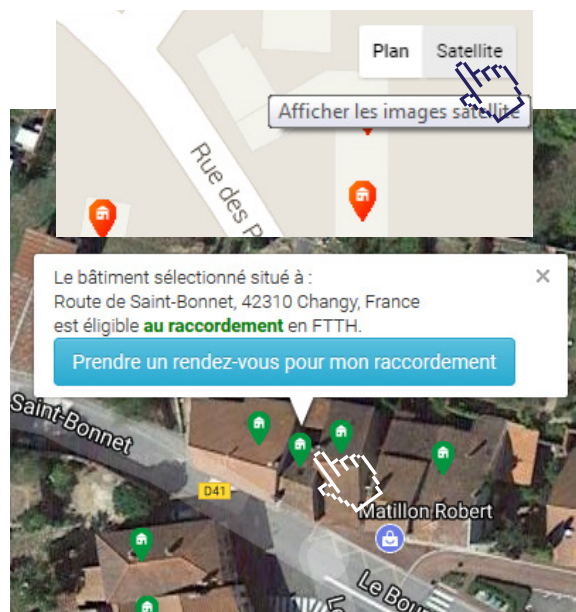 Plan Satellite
Afficher les images satellite
Rue des P
Le bâtiment sélectionné situé à : ×
Route de Saint-Bonnet, 42310 Changy, France
est éligible au raccordement en FTTH.
Prendre un rendez-vous pour mon raccordement
Saint-Bonnet
D41
Matillon Robert
Le Bou